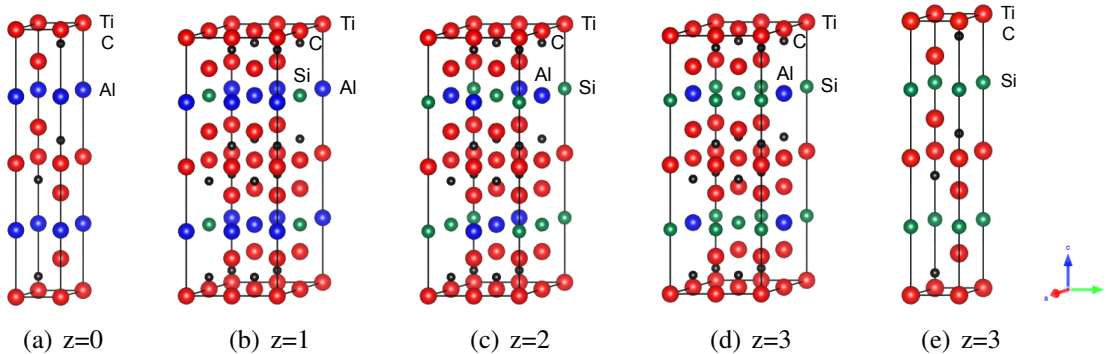 Ti
C
Al
Ti
C
Si
Al
Ti
C
Al
Si
Ti
C
Al
Si
Ti
C
Si
c
a
(a) z=0
(b) z=1
(c) z=2
(d) z=3
(e) z=3